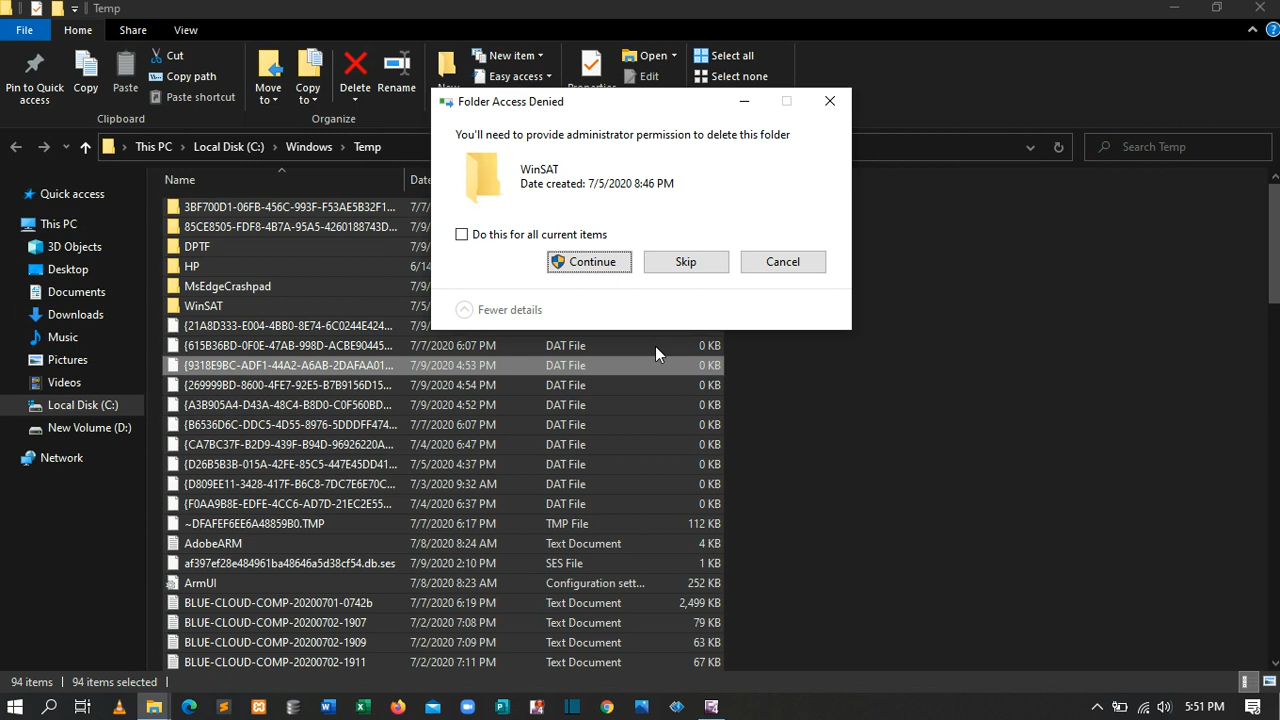 Temp
File Home Share View
Pin to Quick access
Copy
Paste
Cut
Copy path
Paste shortcut
Clipboard
Move to
Copy to
Delete
Rename
Organize
New item
Easy access
Open
Edit
Select all
Select none
This PC Local Disk (C:) Windows Temp
Search Temp
Folder Access Denied
You'll need to provide administrator permission to delete this folder
WinSAT
Date created: 7/5/2020 8:46 PM
Do this for all current items
Continue Skip Cancel
Fewer details
Quick access
This PC
3D Objects
Desktop
Documents
Downloads
Music
Pictures
Videos
Local Disk (C:)
New Volume (D:)
Network
Name
3BF700D1-06FB-456C-993F-F53AE5B32F1... 7/7
85CE8505-FDF8-4B7A-95A5-4260188743D... 7/7
DPTF 7/9
HP 6/14
MsEdgeCrashpad 7/9
WinSAT 7/5
{21A8D333-E004-4BB0-8E74-6C0244E424... 7/9
{615B36BD-0F0E-47AB-998D-ACBE90445... 7/7/2020 6:07 PM DAT File 0 KB
{9318E9BC-ADF1-44A2-A6AB-2DAFAA01... 7/9/2020 4:53 PM DAT File 0 KB
{269999BD-8600-4FE7-92E5-B7B9156D15... 7/9/2020 4:54 PM DAT File 0 KB
{A3B905A4-D43A-48C4-B8D0-C0F560BD... 7/9/2020 4:52 PM DAT File 0 KB
{B6536D6C-DDC5-4D55-8976-5DDDFF474... 7/7/2020 6:07 PM DAT File 0 KB
{CA7BC37F-B2D9-439F-B94D-96926220A... 7/4/2020 6:07 PM DAT File 0 KB
{D26B5B3B-015A-42FE-85C5-447E45DD41... 7/5/2020 4:37 PM DAT File 0 KB
{D809EE11-3428-417F-B6C8-7DC7E6E70C... 7/3/2020 9:32 AM DAT File 0 KB
{F0AA9B8E-EDFE-4CC6-AD7D-21EC2E55... 7/4/2020 6:37 PM DAT File 0 KB
~DFAFEF6EE6A48859B0.TMP 7/7/2020 6:17 PM TMP File 112 KB
AdobeARM 7/8/2020 8:24 AM Text Document 4 KB
af397ef28e484961ba48646a5d38cf54.db.ses 7/9/2020 2:10 PM SES File 1 KB
ArmUI 7/8/2020 8:23 AM Configuration sett... 252 KB
BLUE-CLOUD-COMP-20200701-0742b 7/7/2020 6:19 PM Text Document 2,499 KB
BLUE-CLOUD-COMP-20200702-1907 7/2/2020 7:08 PM Text Document 79 KB
BLUE-CLOUD-COMP-20200702-1909 7/2/2020 7:09 PM Text Document 63 KB
BLUE-CLOUD-COMP-20200702-1911 7/2/2020 7:11 PM Text Document 67 KB
94 items 94 items selected
5:51 PM